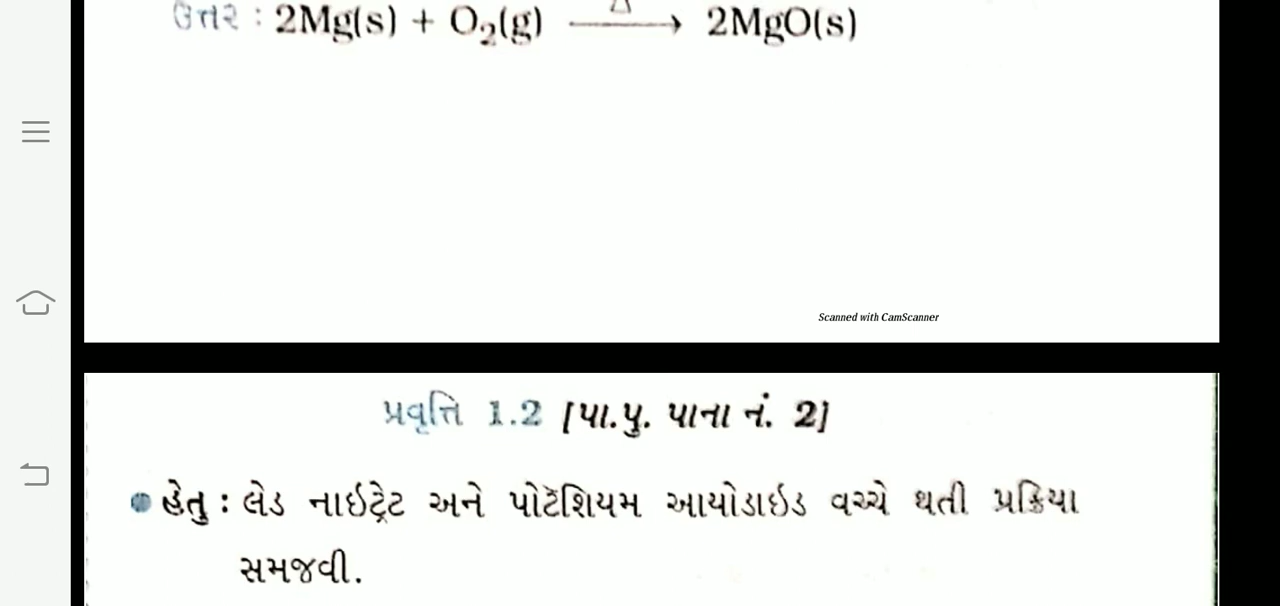 ઉત્તર : 2Mg(s) + O₂(g) —Δ→ 2MgO(s)
Scanned with CamScanner
પ્રવૃત્તિ 1.2 [પા.પુ. પાના નં. 2]
હેતુ : લેડ નાઇટ્રેટ અને પોટૅશિયમ આયોડાઇડ વચ્ચે થતી પ્રક્રિયા
સમજવી.